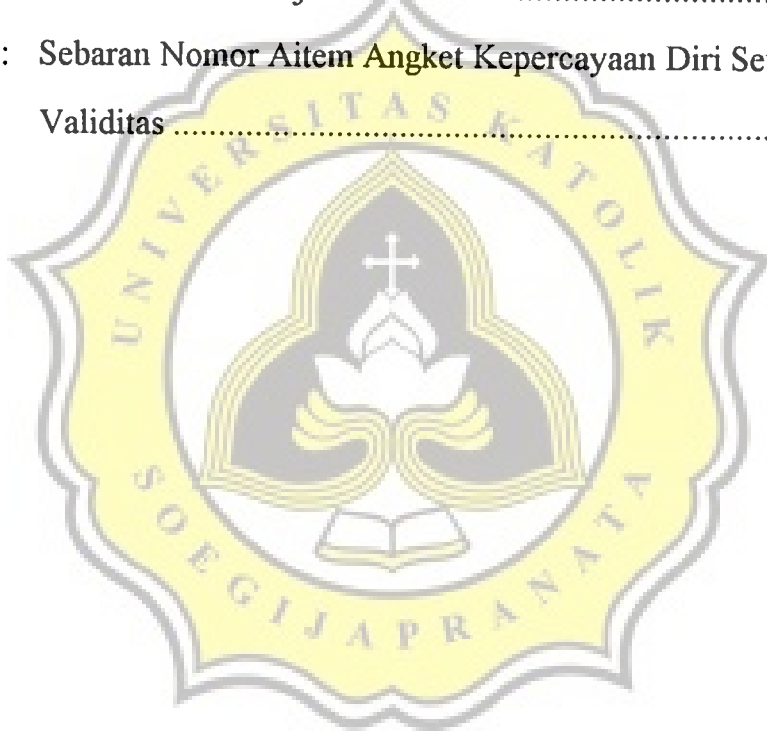 : Sebaran Nomor Aitem Angket Kepercayaan Diri Se
Validitas ........................................................................
UNIVERSITAS KATOLIK
SOEGIJAPRANATA